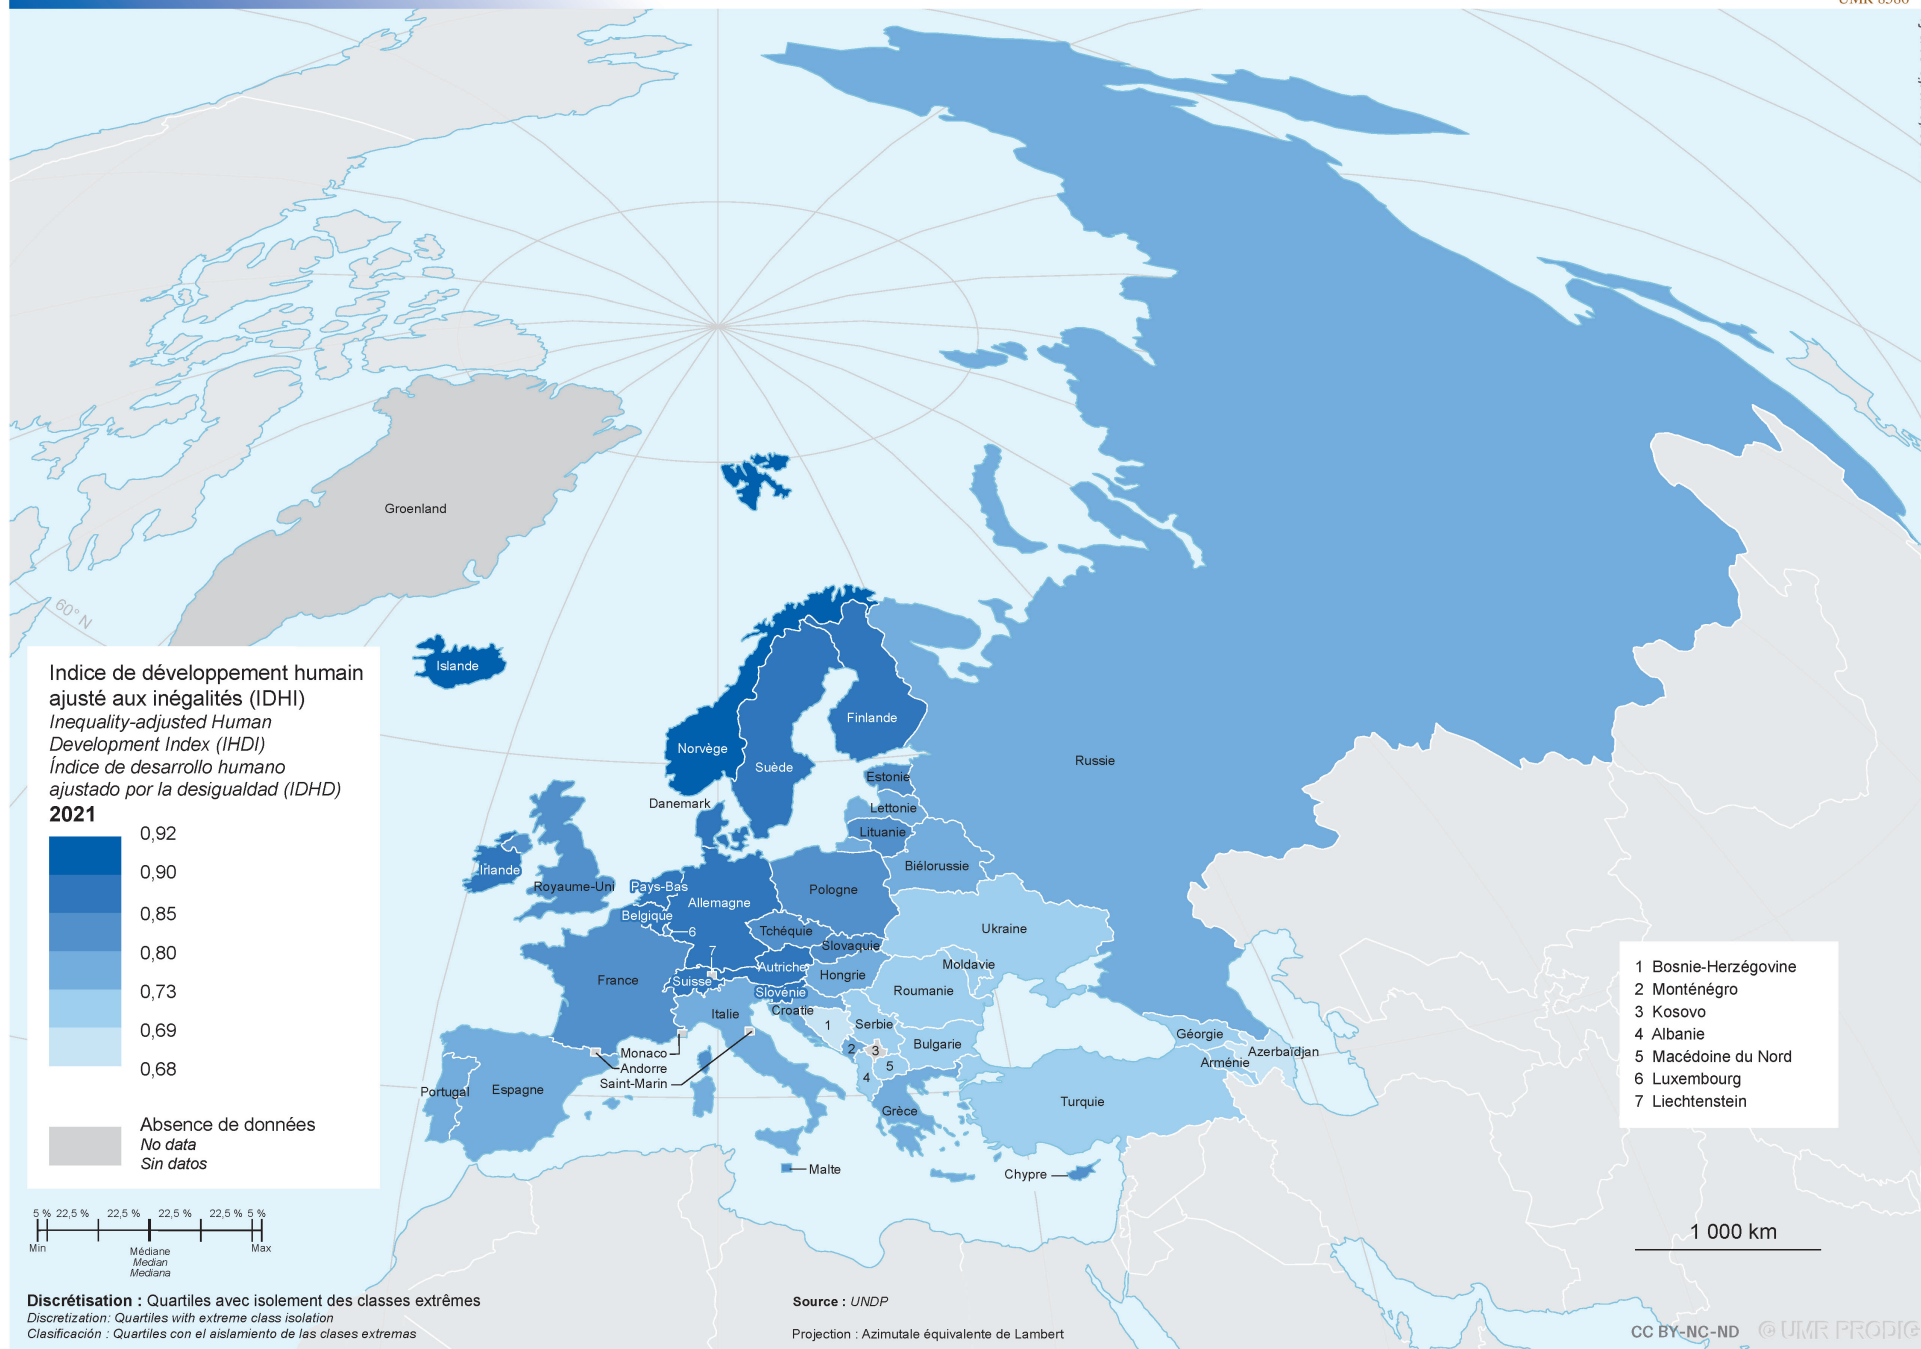 UMR 8586
60° N
Groenland
Islande
Norvège
Suède
Finlande
Russie
Danemark
Estonie
Lettonie
Lituanie
Biélorussie
Irlande
Royaume-Uni
Pays-Bas
Allemagne
Pologne
Belgique
6
7
Tchéquie
Slovaquie
Ukraine
France
Suisse
Autriche
Hongrie
Moldavie
Slovénie
Roumanie
Italie
Croatie
1
Serbie
Bulgarie
2
3
4
5
Géorgie
Arménie
Azerbaïdjan
Monaco
Andorre
Saint-Marin
Portugal
Espagne
Grèce
Turquie
Malte
Chypre
Indice de développement humain
ajusté aux inégalités (IDHI)
Inequality-adjusted Human
Development Index (IHDI)
Índice de desarrollo humano
ajustado por la desigualdad (IDHD)
2021
0,92
0,90
0,85
0,80
0,73
0,69
0,68
Absence de données
No data
Sin datos
1 Bosnie-Herzégovine
2 Monténégro
3 Kosovo
4 Albanie
5 Macédoine du Nord
6 Luxembourg
7 Liechtenstein
5 % 22,5 % 22,5 % 22,5 % 22,5 % 5 %
Min Max
Médiane
Median
Mediana
1 000 km
Discrétisation : Quartiles avec isolement des classes extrêmes
Discretization: Quartiles with extreme class isolation
Clasificación : Quartiles con el aislamiento de las clases extremas
Source : UNDP
Projection : Azimutale équivalente de Lambert
CC BY-NC-ND © UMR PRODIG